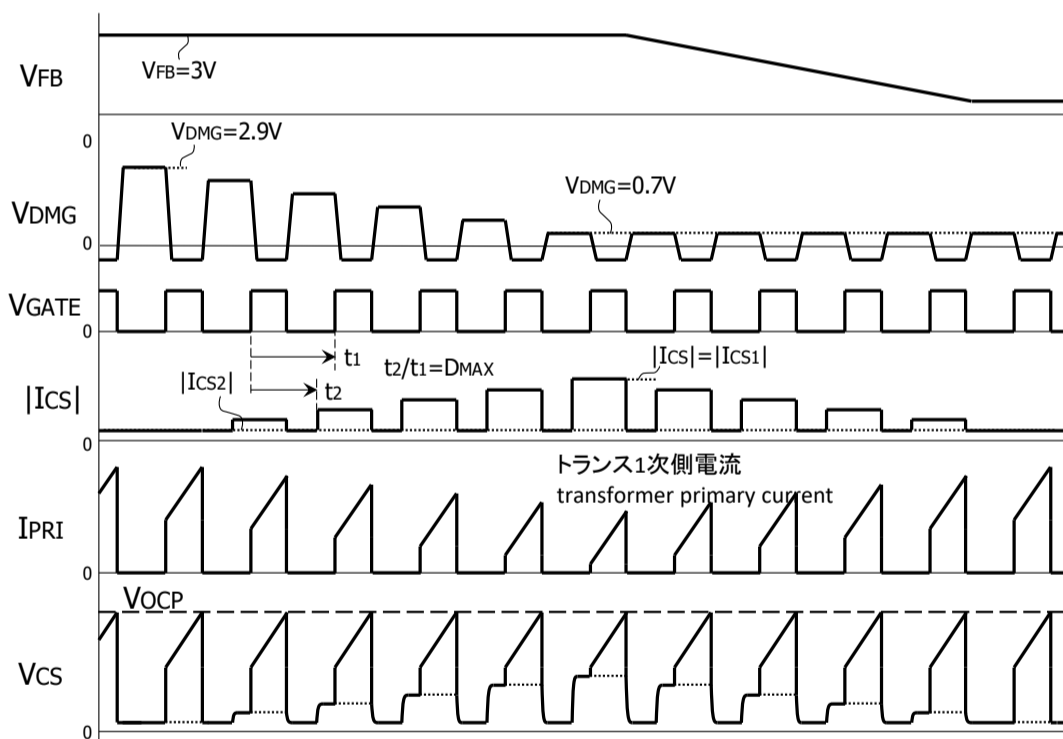 VFB
VFB=3V
0
VDMG=2.9V
VDMG=0.7V
VDMG
0
VGATE
0
t1
t2/t1=DMAX
|ICS|=|ICS1|
|ICS2|
t2
|ICS|
0
トランス1次側電流
transformer primary current
IPRI
0
VOCP
VCS
0